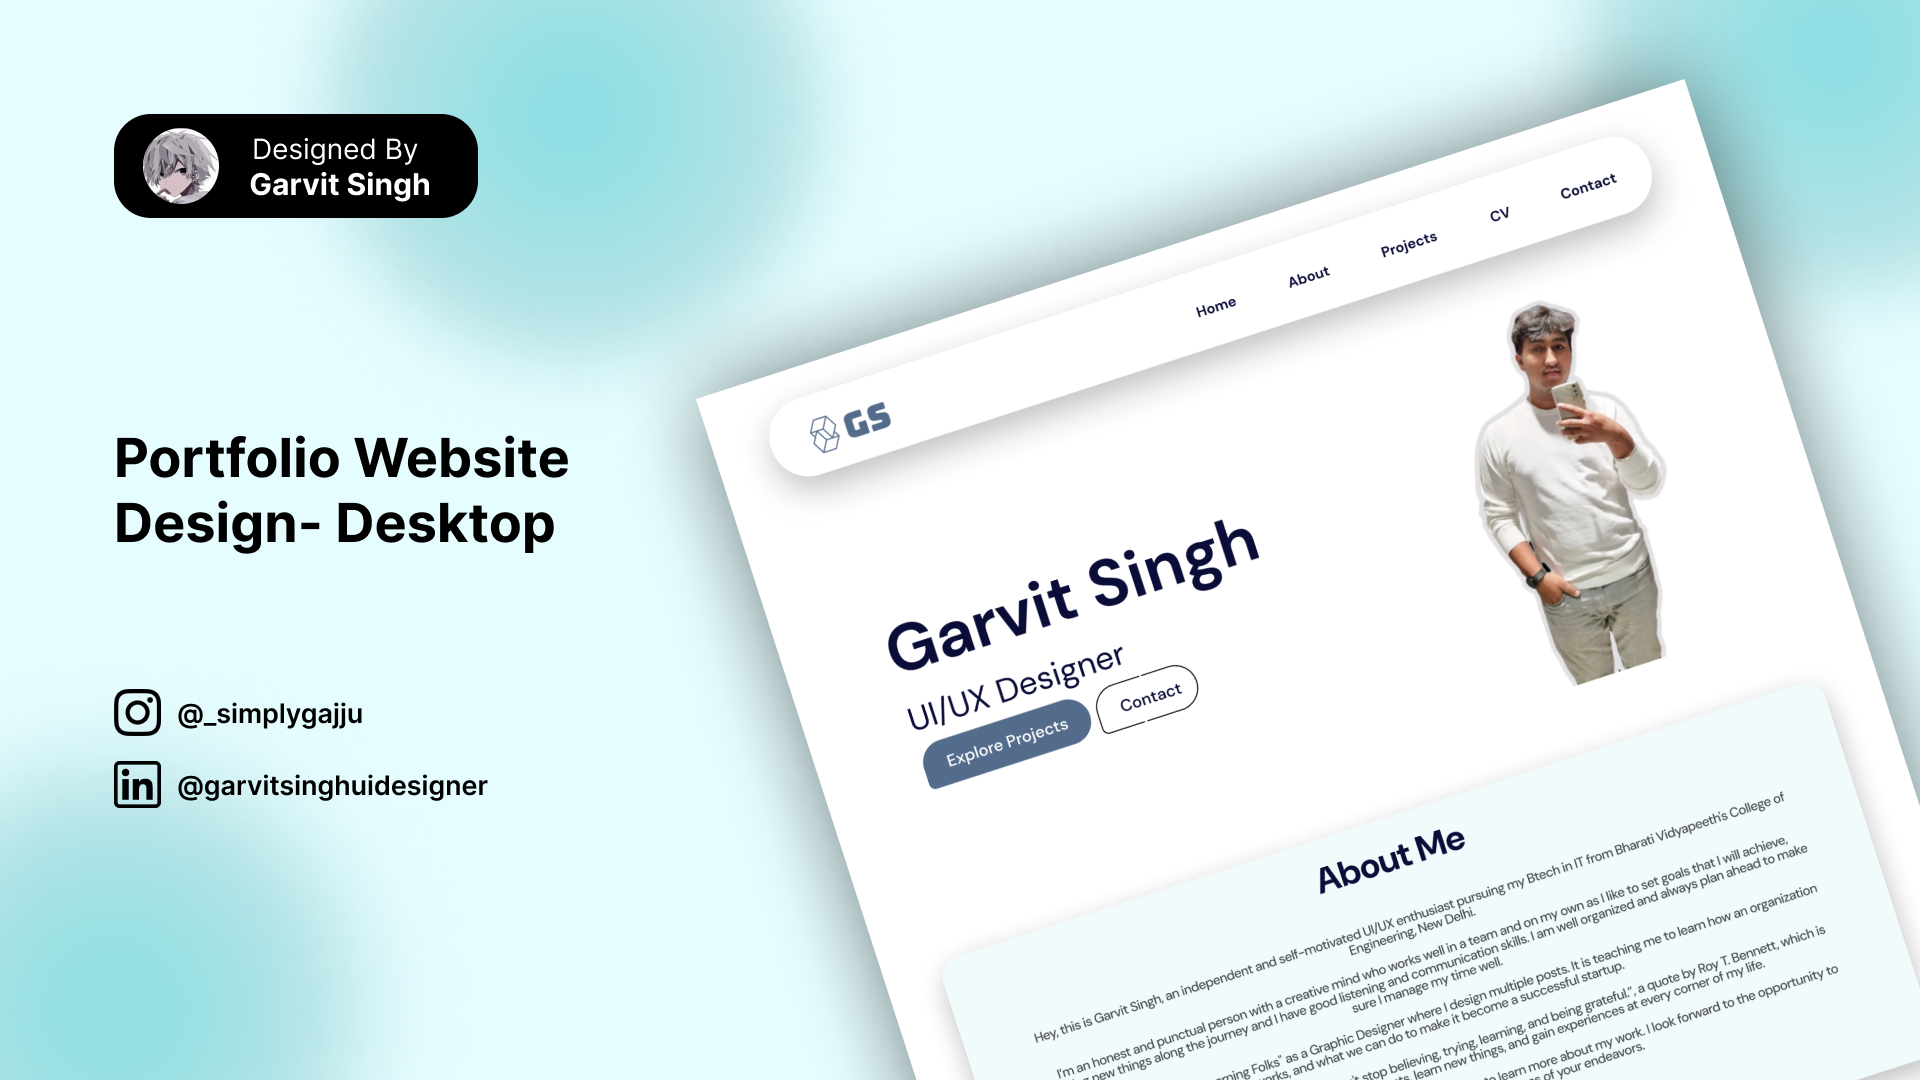 Designed By
Garvit Singh
Portfolio Website
Design- Desktop
@_simplygajju
in
@garvitsinghuidesigner
GS
Home
About
Projects
CV
Contact
Garvit Singh
UI/UX Designer
Explore Projects
Contact
About Me
Hey, this is Garvit Singh, an independent and self-motivated UI/UX enthusiast pursuing my Btech in IT from Bharati Vidyapeeth's College of
Engineering, New Delhi.
I'm an honest and punctual person with a creative mind who works well in a team and on my own as I like to set goals that I will achieve,
new things along the journey and I have good listening and communication skills. I am well organized and always plan ahead to make
sure I manage my time well.
Folks" as a Graphic Designer where I design multiple posts. It is teaching me to learn how an organization
works, and what we can do to make it become a successful startup.
stop believing, trying, learning, and being grateful.", a quote by Roy T. Bennett, which is
learn new things, and gain experiences at every corner of my life.
to learn more about my work. I look forward to the opportunity to
of your endeavors.